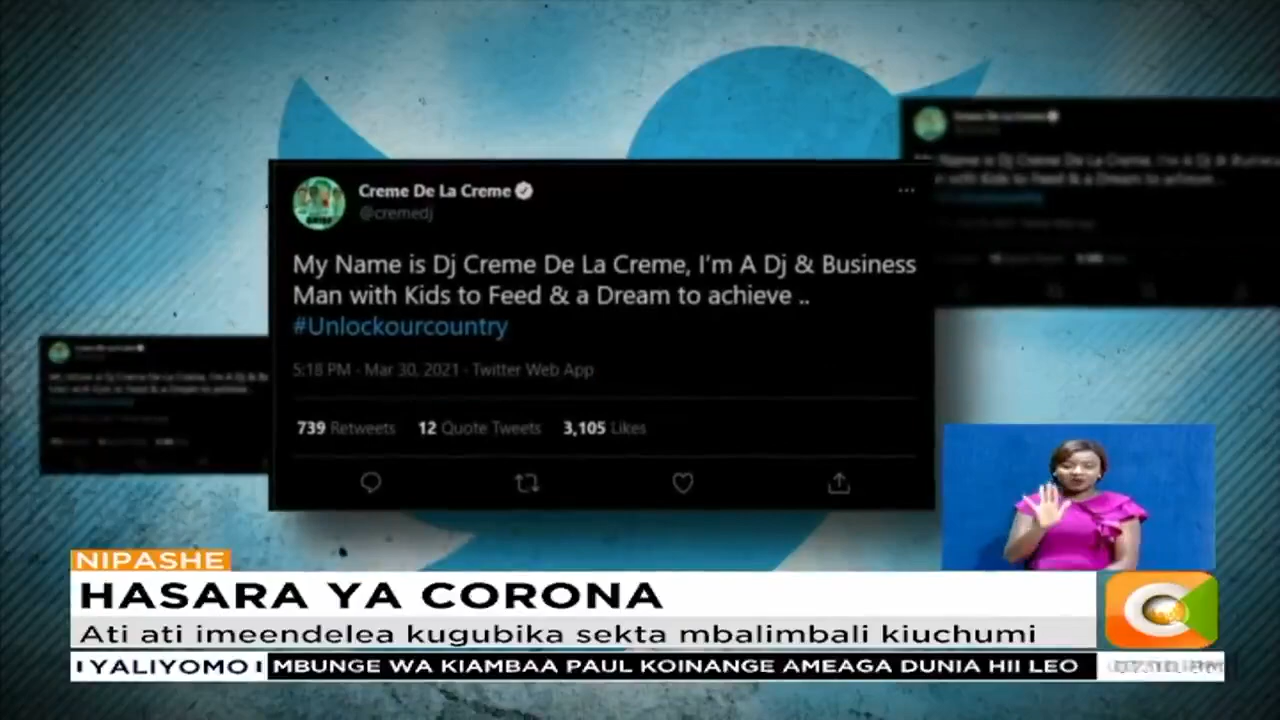 Creme De La Creme
@cremedj
My Name is Dj Creme De La Creme, I'm A Dj & Business
Man with Kids to Feed & a Dream to achieve ..
#Unlockourcountry
5:18 PM · Mar 30, 2021 · Twitter Web App
739 Retweets 12 Quote Tweets 3,105 Likes
NIPASHE
HASARA YA CORONA
Ati ati imeendelea kugubika sekta mbalimbali kiuchumi
YALIYOMO
MBUNGE WA KIAMBAA PAUL KOINANGE AMEAGA DUNIA HII LEO